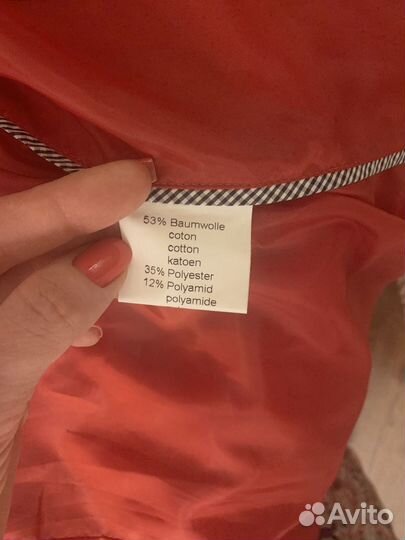 53% Baumwolle
coton
cotton
katoen
35% Polyester
12% Polyamid
polyamide
Avito